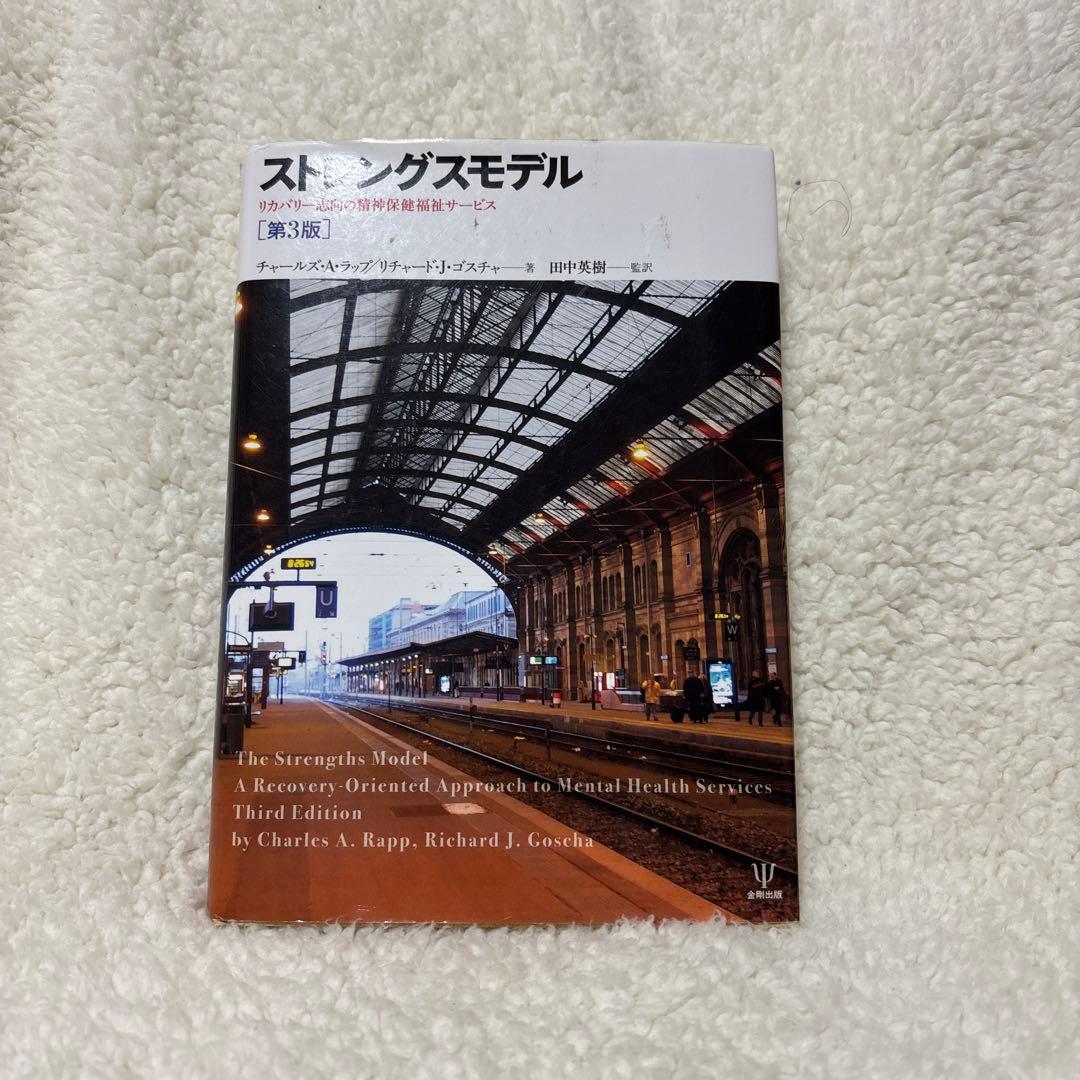 ストレングスモデル
リカバリー志向の精神保健福祉サービス
[第3版]
チャールズ・A・ラップ/リチャード・J・ゴスチャ—著 田中英樹—監訳
8:26:54
U
W
The Strengths Model
A Recovery-Oriented Approach to Mental Health Services
Third Edition
by Charles A. Rapp, Richard J. Goscha
Ψ
金剛出版